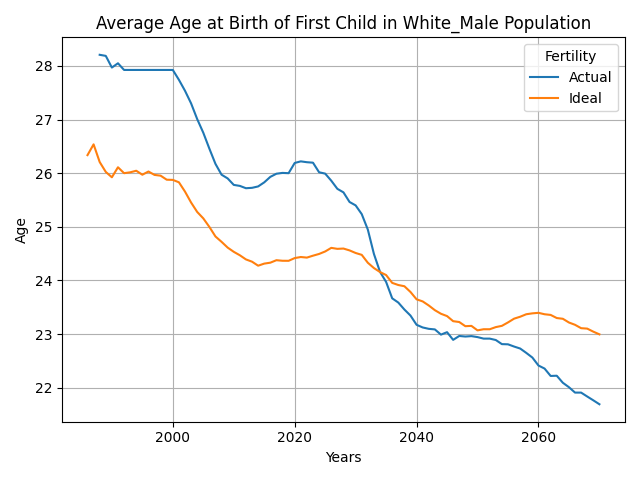 Average Age at Birth of First Child in White_Male Population
Fertility
Actual
Ideal
Age
28
27
26
25
24
23
22
2000
2020
2040
2060
Years